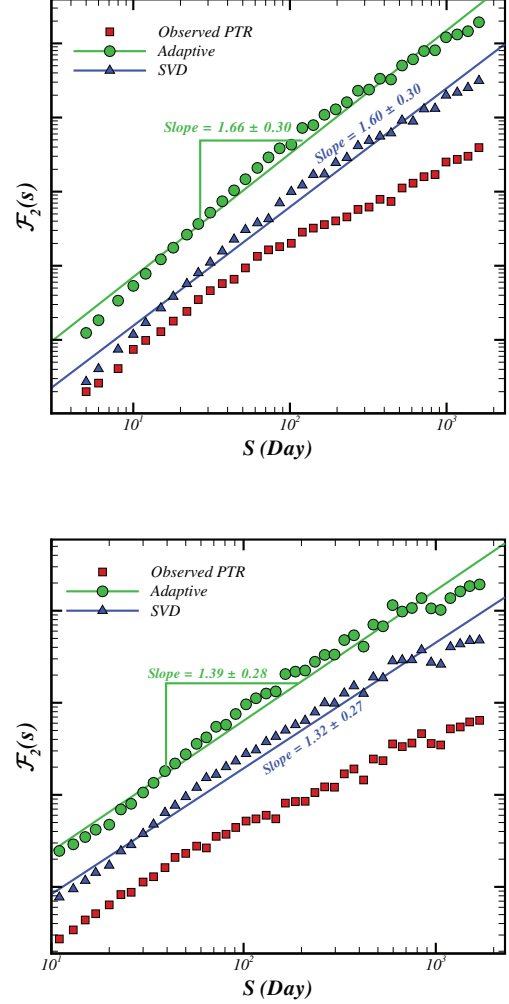 Observed PTR
Adaptive
SVD
Slope = 1.66 ± 0.30
Slope = 1.60 ± 0.30
F₂(s)
10¹ 10² 10³
S (Day)
Observed PTR
Adaptive
SVD
Slope = 1.39 ± 0.28
Slope = 1.32 ± 0.27
F₂(s)
10¹ 10² 10³
S (Day)